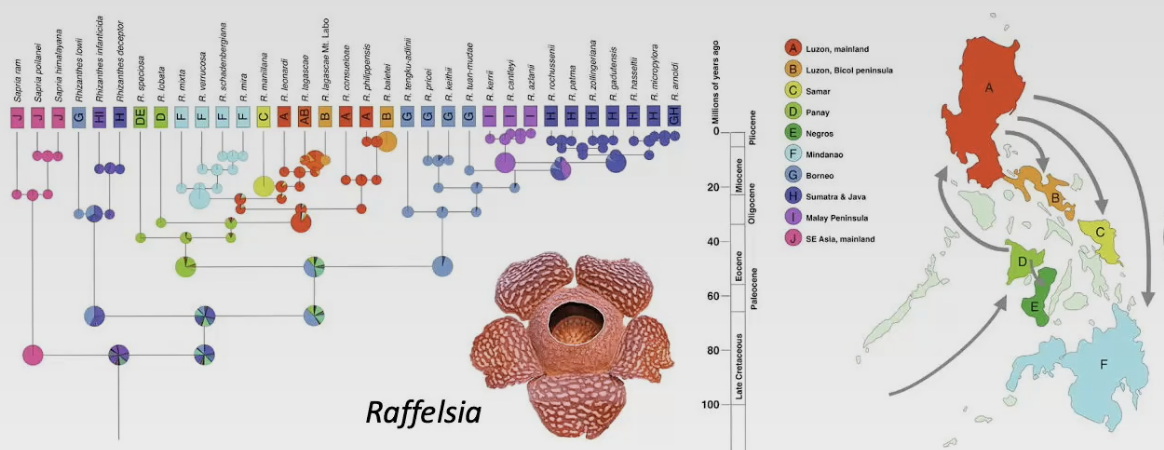 Sapria ram
Sapria poilanei
Sapria himalayana
Rhizanthes lowii
Rhizanthes infanticida
Rhizanthes deceptor
R. speciosa
R. lobata
R. mixta
R. verrucosa
R. schadenbergiana
R. mira
R. manillana
R. leonardi
R. lagascae
R. lagascae Mt. Labo
R. consueloae
R. philippensis
R. baletei
R. tengku-adlinii
R. pricei
R. keithii
R. tuan-mudae
R. kerrii
R. cantleyi
R. azlanii
R. rochussenii
R. patma
R. zollingeriana
R. gadutensis
R. hasseltii
R. micropylora
R. arnoldi
J J J G HI H DE D F F F F C A AB B A A B G G G G I I I H H H H H H GH
Millions of years ago
0
20
40
60
80
100
Pliocene
Miocene
Oligocene
Eocene
Paleocene
Late Cretaceous
A Luzon, mainland
B Luzon, Bicol peninsula
C Samar
D Panay
E Negros
F Mindanao
G Borneo
H Sumatra & Java
I Malay Peninsula
J SE Asia, mainland
A
B
C
D
E
F
Raffelsia